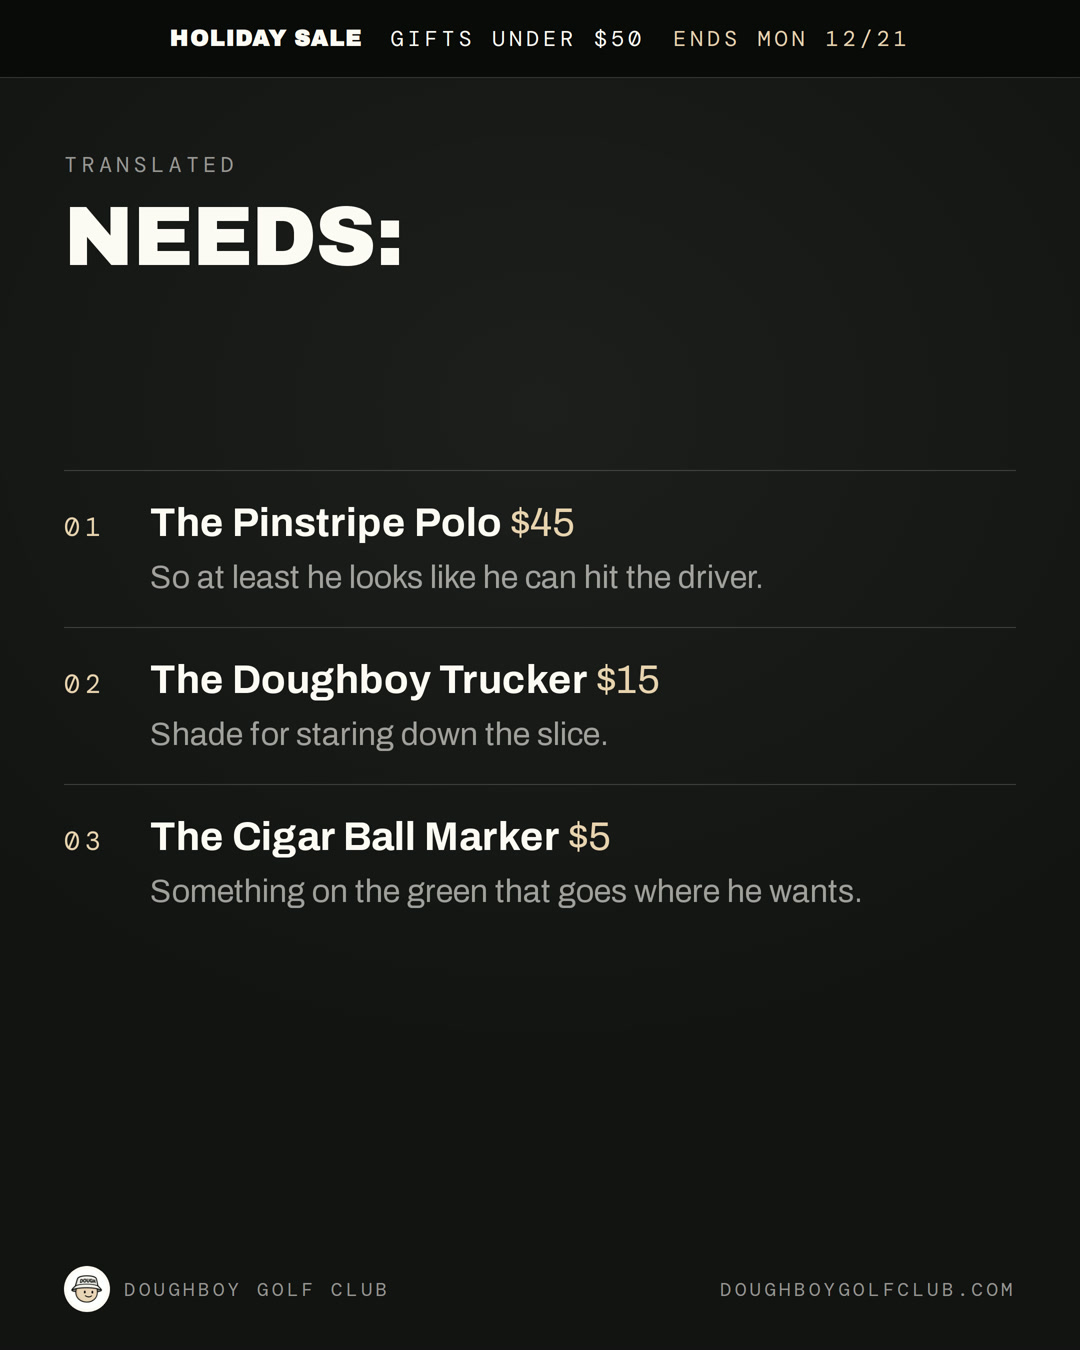 HOLIDAY SALE GIFTS UNDER $50 ENDS MON 12/21
TRANSLATED
NEEDS:
01 The Pinstripe Polo $45
So at least he looks like he can hit the driver.
02 The Doughboy Trucker $15
Shade for staring down the slice.
03 The Cigar Ball Marker $5
Something on the green that goes where he wants.
DOUGH
DOUGHBOY GOLF CLUB
DOUGHBOYGOLFCLUB.COM